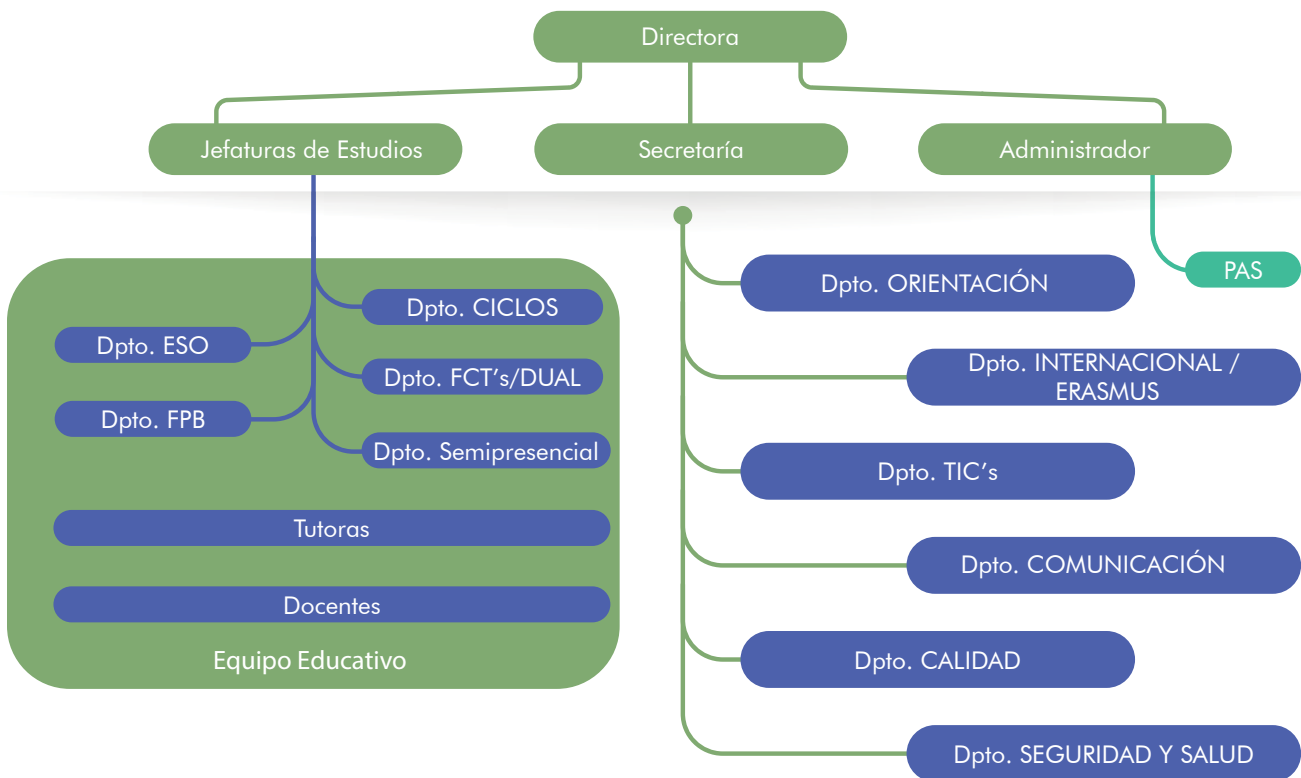 Directora
Jefaturas de Estudios
Secretaría
Administrador
PAS
Dpto. ORIENTACIÓN
Dpto. CICLOS
Dpto. ESO
Dpto. INTERNACIONAL /
ERASMUS
Dpto. FCT's/DUAL
Dpto. FPB
Dpto. Semipresencial
Dpto. TIC's
Tutoras
Dpto. COMUNICACIÓN
Docentes
Equipo Educativo
Dpto. CALIDAD
Dpto. SEGURIDAD Y SALUD